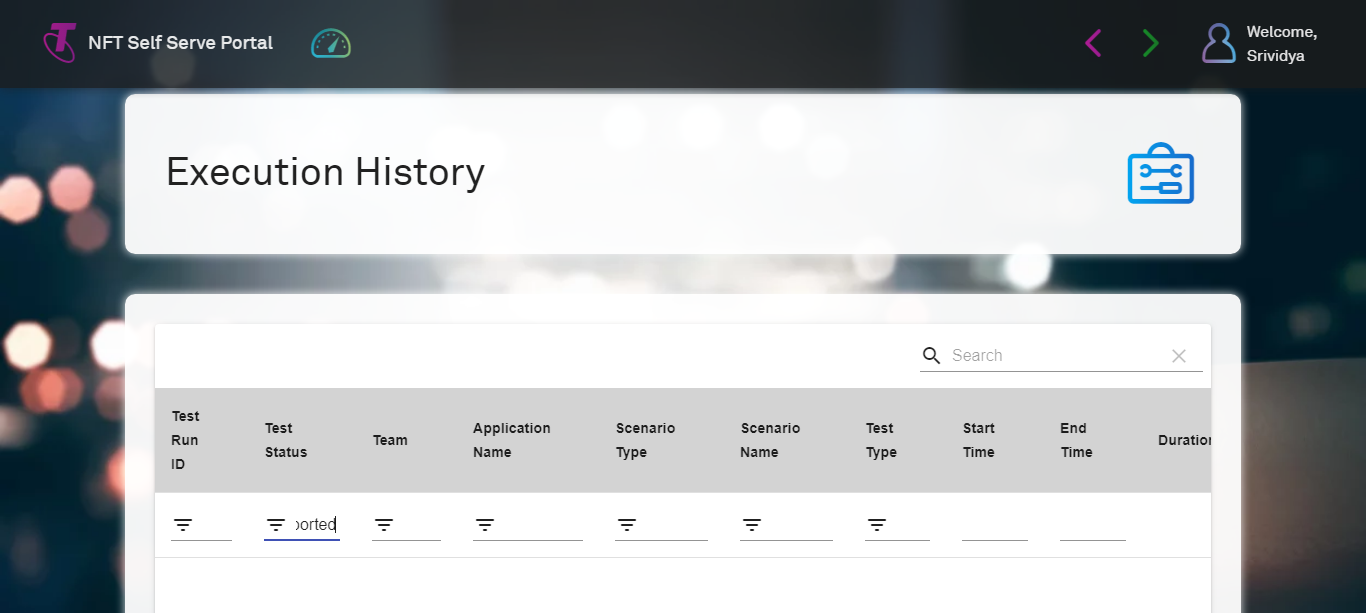 NFT Self Serve Portal
Welcome,
Srividya
Execution History
Search
Test Run ID
Test Status
Team
Application Name
Scenario Type
Scenario Name
Test Type
Start Time
End Time
Duration
orted